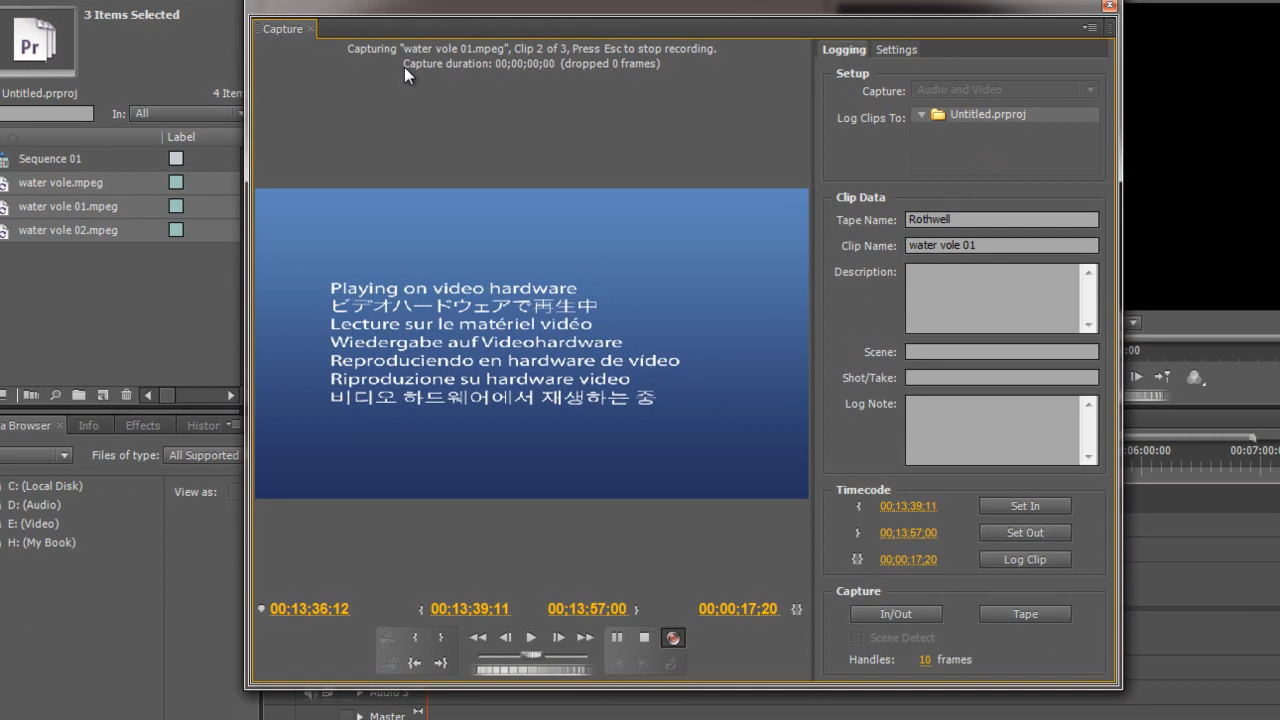 3 Items Selected
Pr
Untitled.prproj
4 Item
In: All
Label
Sequence 01
water vole.mpeg
water vole 01.mpeg
water vole 02.mpeg
Browser
Info
Effects
Histor
Files of type: All Supported
C: (Local Disk)
View as:
D: (Audio)
E: (Video)
H: (My Book)
Capture
Capturing "water vole 01.mpeg", Clip 2 of 3, Press Esc to stop recording.
Capture duration: 00;00;00;00 (dropped 0 frames)
Playing on video hardware
ビデオハードウェアで再生中
Lecture sur le matériel vidéo
Wiedergabe auf Videohardware
Reproduciendo en hardware de vídeo
Riproduzione su hardware video
비디오 하드웨어에서 재생하는 중
00;13;36;12
00;13;39;11
00;13;57;00
00;00;17;20
Logging
Settings
Setup
Capture: Audio and Video
Log Clips To: Untitled.prproj
Clip Data
Tape Name: Rothwell
Clip Name: water vole 01
Description:
Scene:
Shot/Take:
Log Note:
Timecode
00;13;39;11 Set In
00;13;57;00 Set Out
00;00;17;20 Log Clip
Capture
In/Out
Tape
Scene Detect
Handles: 10 frames
:00
:06:00:00
00:07:00:
Audio 3
Master